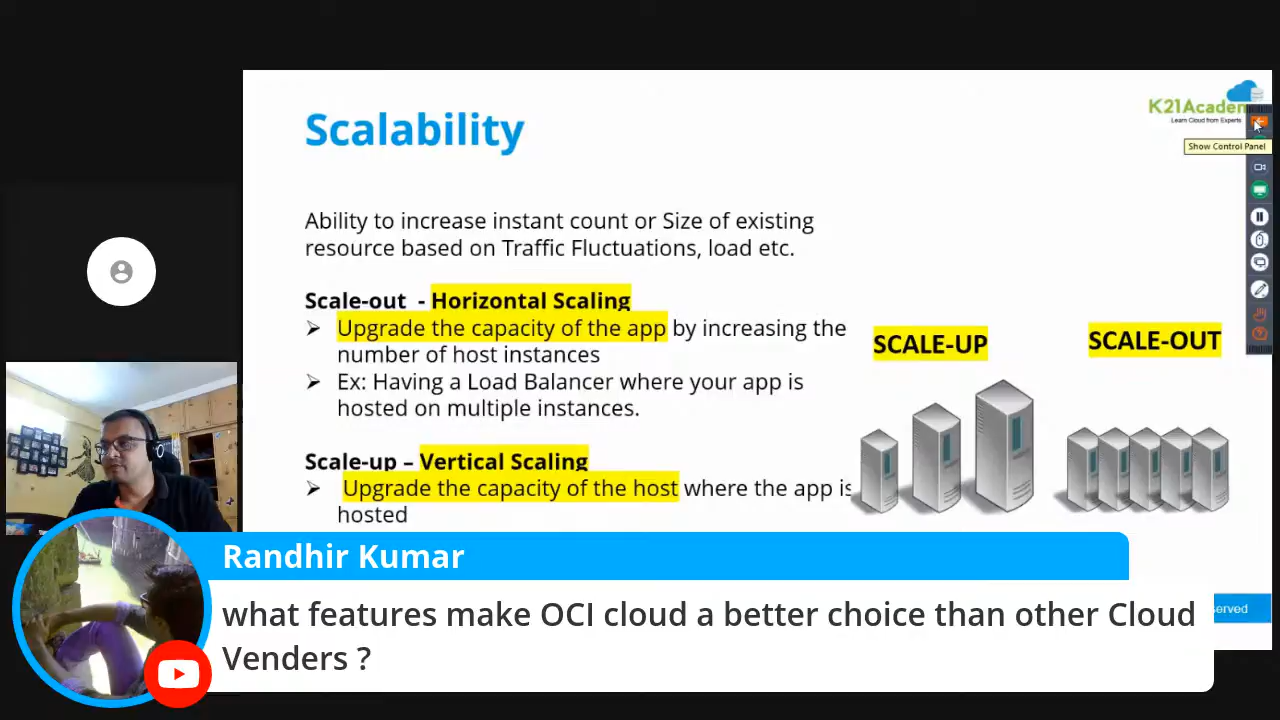 Scalability
K21Academ
Learn Cloud from Experts
Show Control Panel
Ability to increase instant count or Size of existing
resource based on Traffic Fluctuations, load etc.
Scale-out - Horizontal Scaling
➢ Upgrade the capacity of the app by increasing the
number of host instances
➢ Ex: Having a Load Balancer where your app is
hosted on multiple instances.
Scale-up – Vertical Scaling
➢ Upgrade the capacity of the host where the app is
hosted
SCALE-UP
SCALE-OUT
served
Randhir Kumar
what features make OCI cloud a better choice than other Cloud
Venders ?